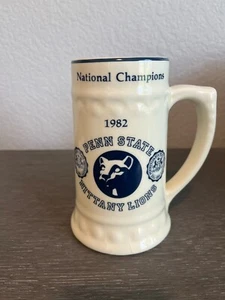 National Champions
1982
PENN STATE
NITTANY LIONS